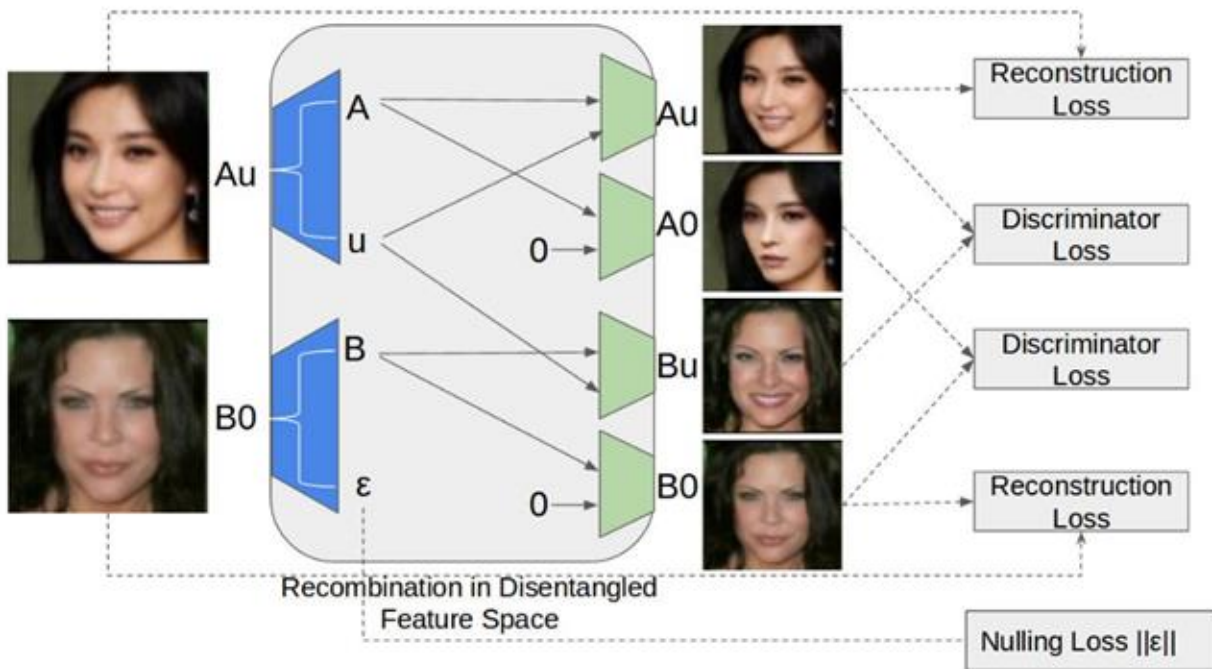 Au
B0
A
u
B
ε
0
0
Au
A0
Bu
B0
Reconstruction
Loss
Discriminator
Loss
Discriminator
Loss
Reconstruction
Loss
Recombination in Disentangled
Feature Space
Nulling Loss ||ε||